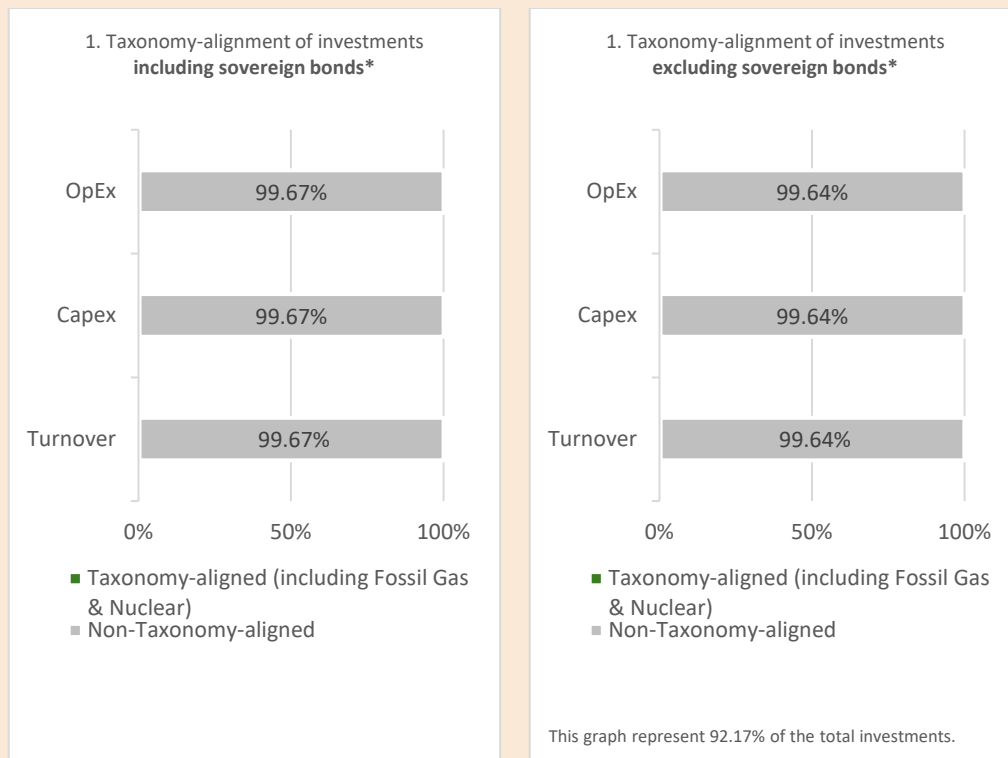 1. Taxonomy-alignment of investments
including sovereign bonds*
OpEx
99.67%
Capex
99.67%
Turnover
99.67%
0% 50% 100%
Taxonomy-aligned (including Fossil Gas
& Nuclear)
Non-Taxonomy-aligned
1. Taxonomy-alignment of investments
excluding sovereign bonds*
OpEx
99.64%
Capex
99.64%
Turnover
99.64%
0% 50% 100%
Taxonomy-aligned (including Fossil Gas
& Nuclear)
Non-Taxonomy-aligned
This graph represent 92.17% of the total investments.